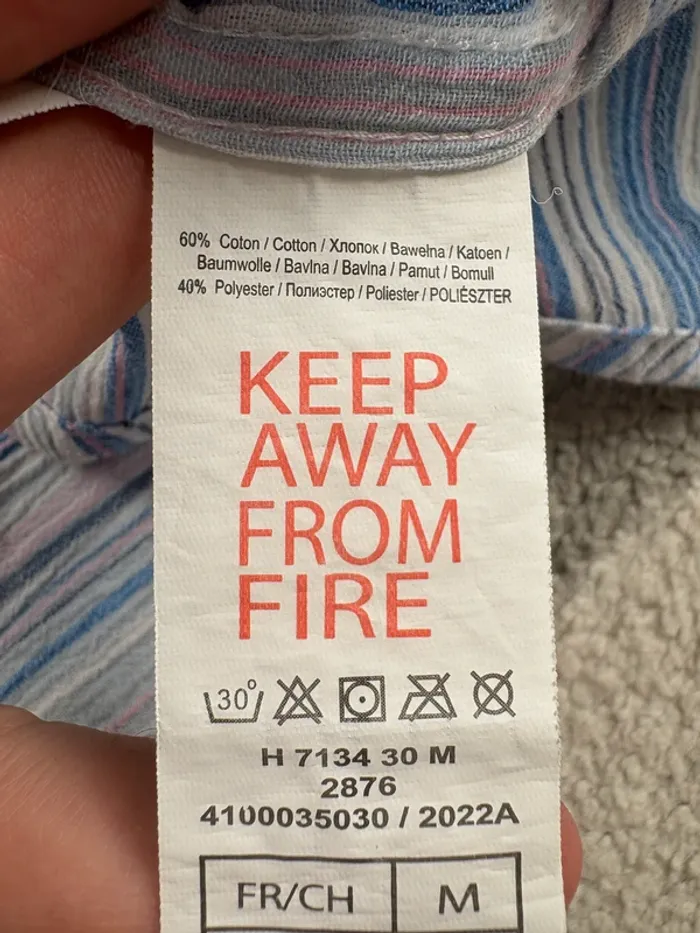 60% Coton / Cotton / Хлопок / Bawełna / Katoen /
Baumwolle / Bavlna / Bavlna / Pamut / Bomull
40% Polyester / Полиэстер / Poliester / POLIÉSZTER
KEEP
AWAY
FROM
FIRE
30°
H 7134 30 M
2876
4100035030 / 2022A
FR/CH M